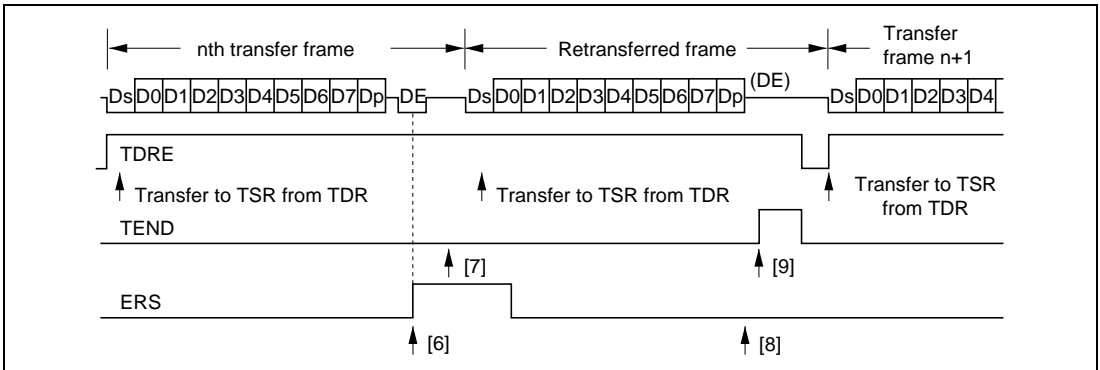 nth transfer frame
Retransferred frame
Transfer
frame n+1
Ds D0 D1 D2 D3 D4 D5 D6 D7 Dp DE
Ds D0 D1 D2 D3 D4 D5 D6 D7 Dp
(DE)
Ds D0 D1 D2 D3 D4
TDRE
Transfer to TSR from TDR
Transfer to TSR from TDR
Transfer to TSR
from TDR
TEND
[7]
[9]
ERS
[6]
[8]